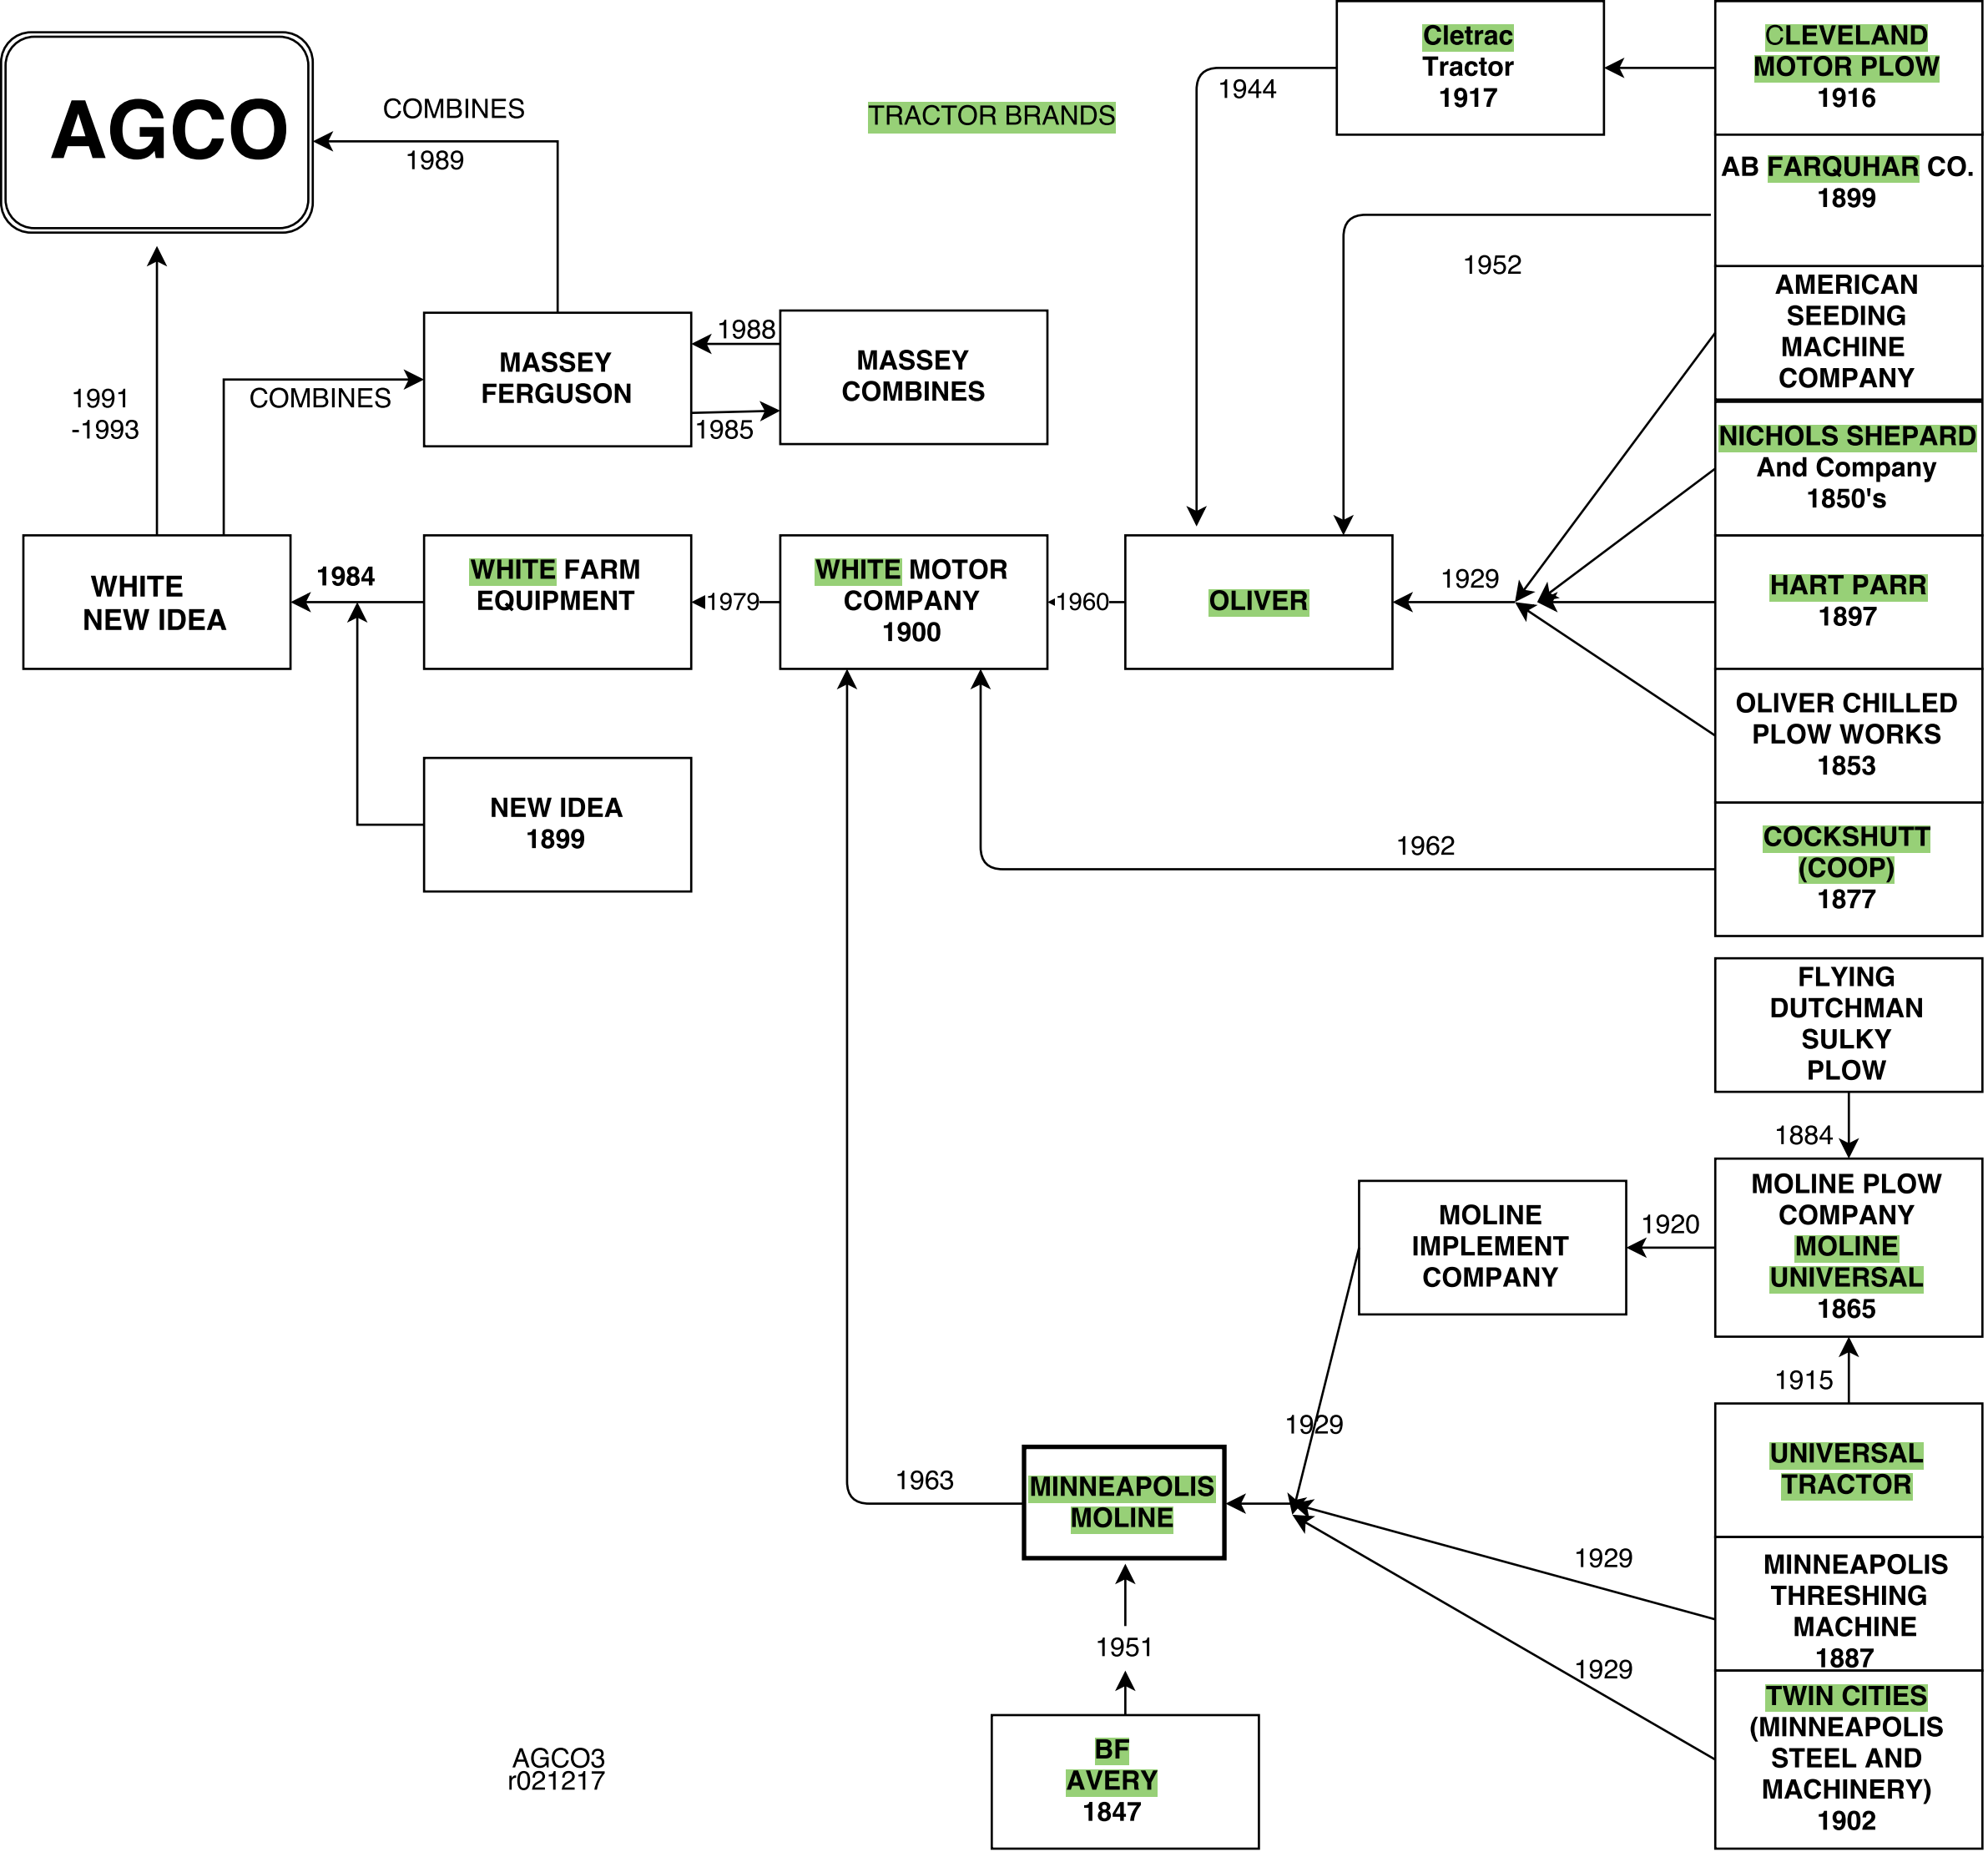 AGCO
COMBINES
1989
TRACTOR BRANDS
1944
Cletrac
Tractor
1917
CLEVELAND
MOTOR PLOW
1916
AB FARQUHAR CO.
1899
1952
AMERICAN
SEEDING
MACHINE
COMPANY
1991
-1993
COMBINES
MASSEY
FERGUSON
1988
1985
MASSEY
COMBINES
NICHOLS SHEPARD
And Company
1850's
WHITE
NEW IDEA
1984
WHITE FARM
EQUIPMENT
1979
WHITE MOTOR
COMPANY
1900
1960
OLIVER
1929
HART PARR
1897
OLIVER CHILLED
PLOW WORKS
1853
NEW IDEA
1899
1962
COCKSHUTT
(COOP)
1877
FLYING
DUTCHMAN
SULKY
PLOW
1884
MOLINE
IMPLEMENT
COMPANY
1920
MOLINE PLOW
COMPANY
MOLINE
UNIVERSAL
1865
1915
1929
1963
MINNEAPOLIS
MOLINE
UNIVERSAL
TRACTOR
1929
MINNEAPOLIS
THRESHING
MACHINE
1887
1951
1929
TWIN CITIES
(MINNEAPOLIS
STEEL AND
MACHINERY)
1902
BF
AVERY
1847
AGCO3
r021217